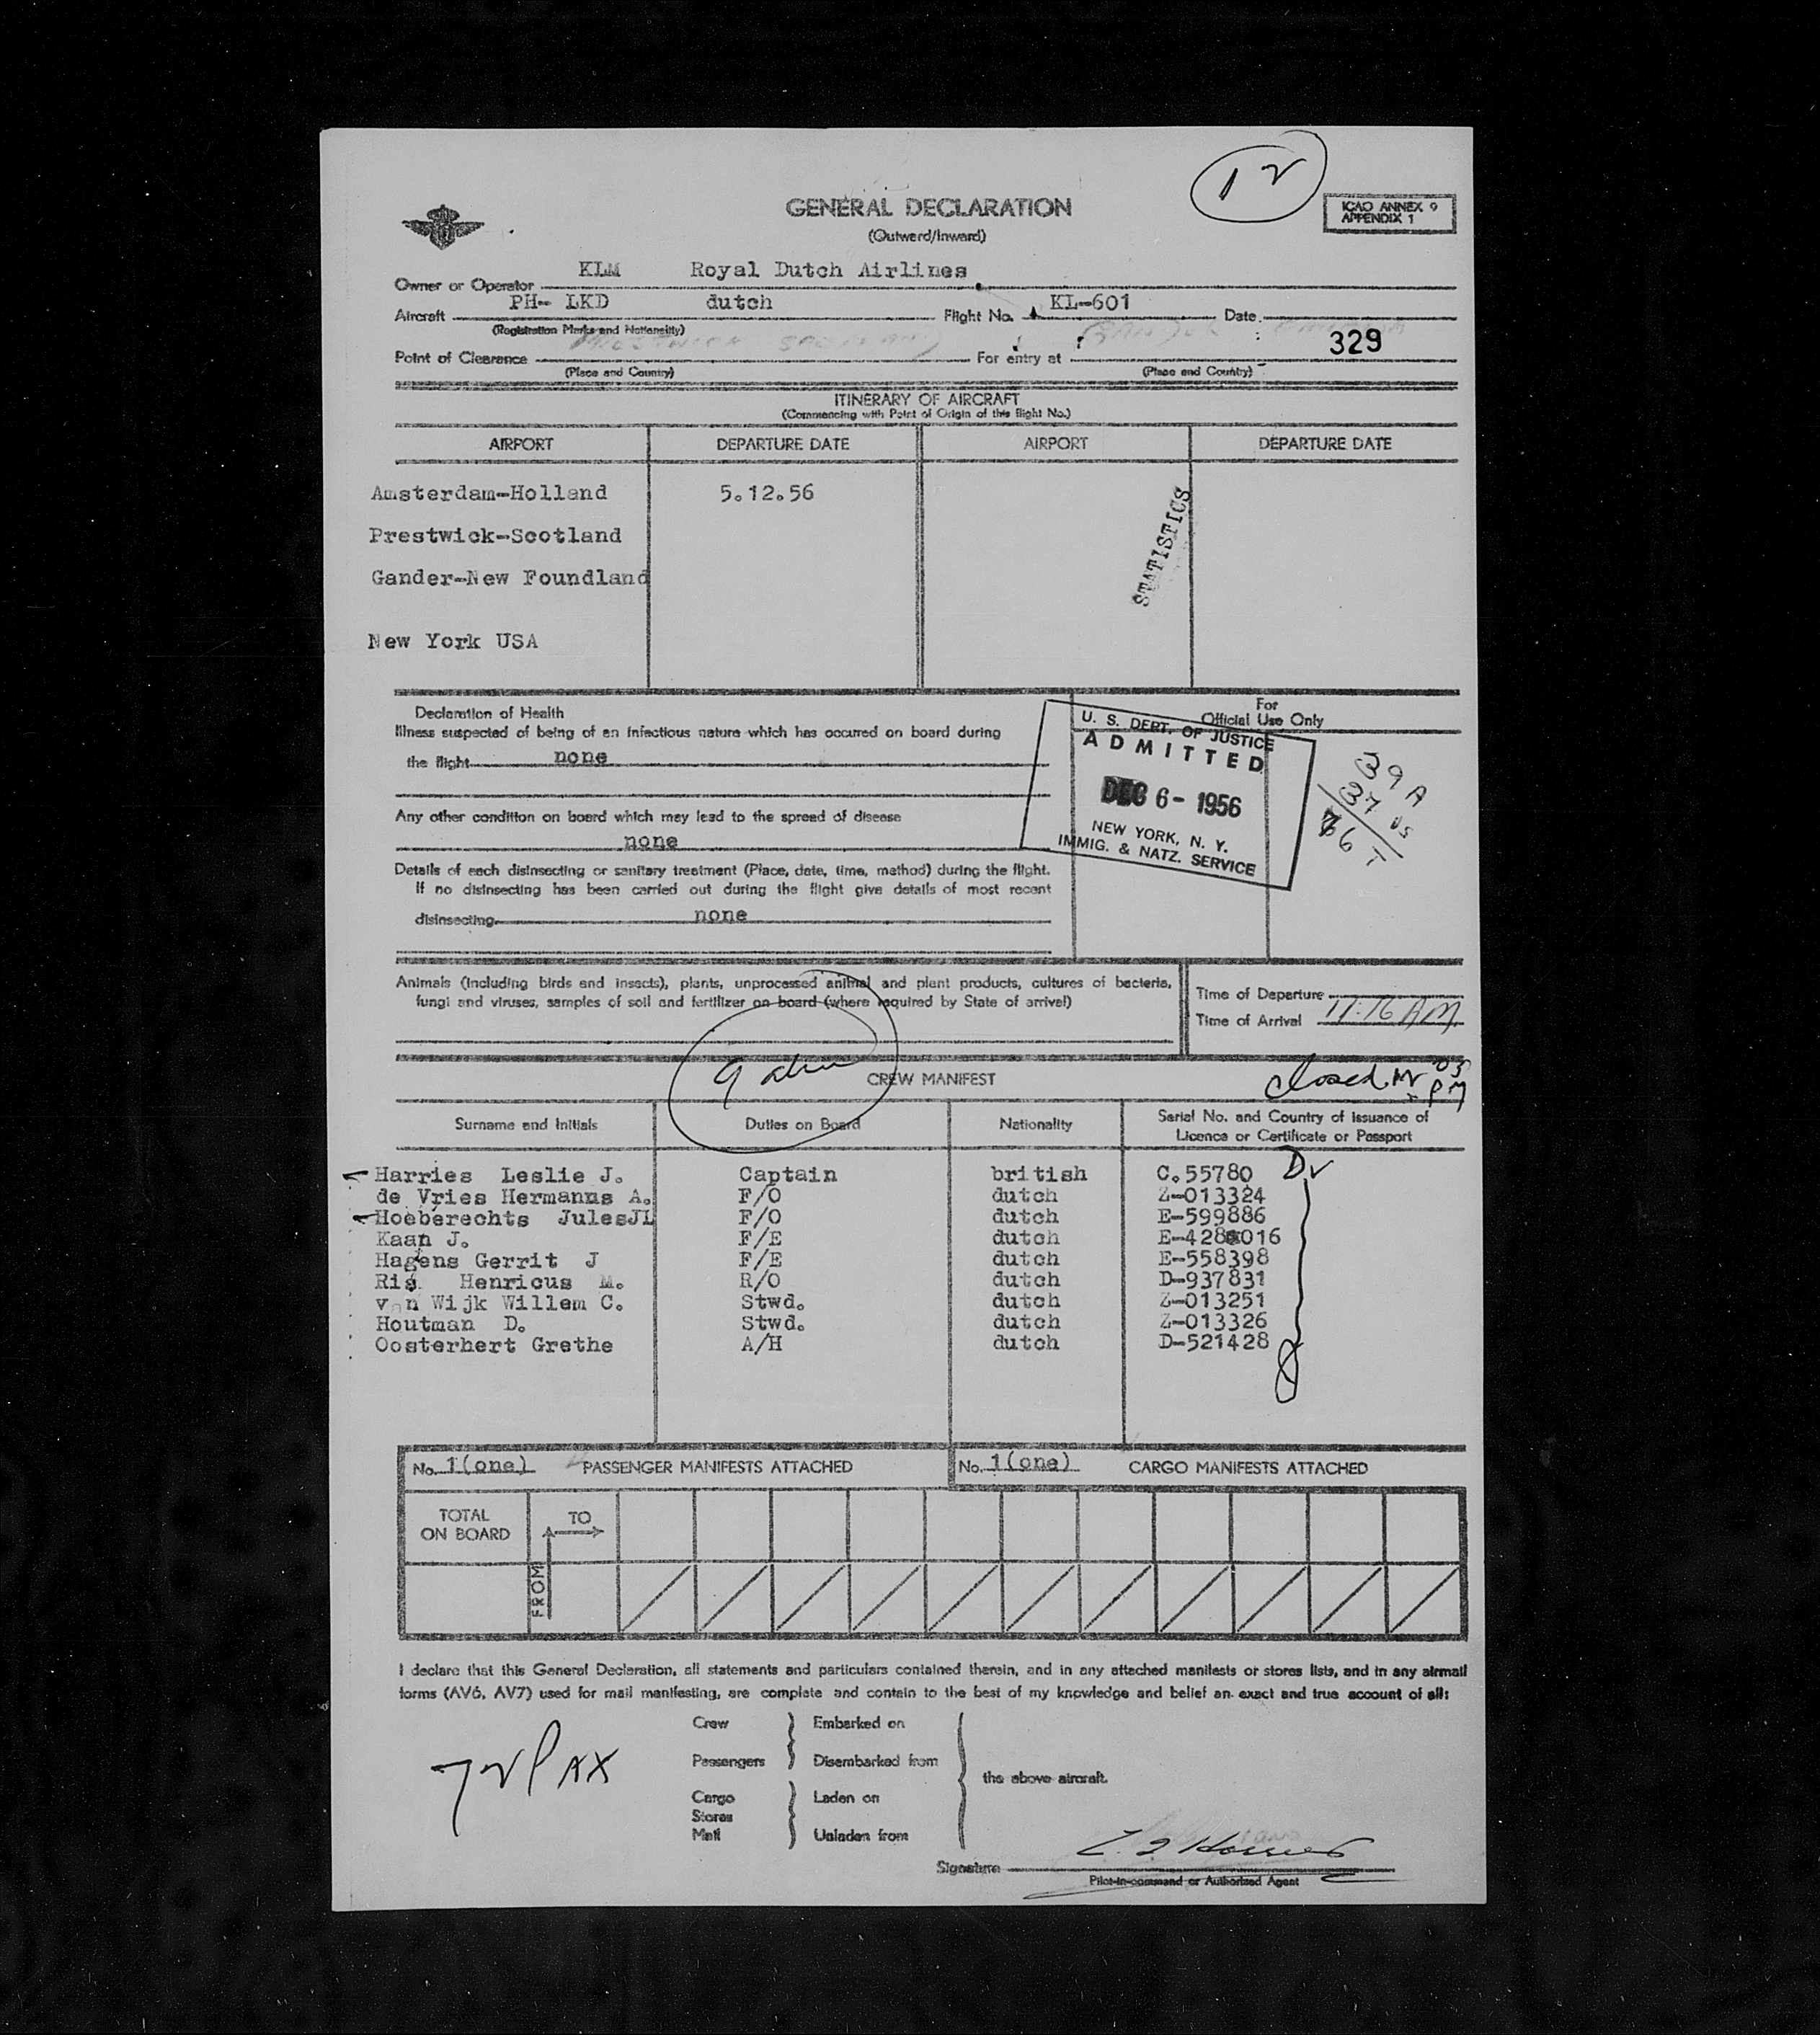 12
GENERAL DECLARATION
(Outward/Inward)
ICAO ANNEX 9
APPENDIX 1
Owner or Operator KLM Royal Dutch Airlines
Aircraft PH- LKD dutch Flight No. KL-601 Date
(Registration Marks and Nationality)
329
Point of Clearance For entry at
(Place and Country) (Place and Country)
ITINERARY OF AIRCRAFT
(Commencing with Point of Origin of this flight No.)
AIRPORT DEPARTURE DATE AIRPORT DEPARTURE DATE
Amsterdam-Holland 5.12.56
Prestwick-Scotland
Gander-New Foundland
New York USA
STATISTICS
Declaration of Health
Illness suspected of being of an infectious nature which has occurred on board during
the flight none
Any other condition on board which may lead to the spread of disease
none
Details of each disinsecting or sanitary treatment (Place, date, time, method) during the flight.
If no disinsecting has been carried out during the flight give details of most recent
disinsecting none
For
Official Use Only
U. S. DEPT. OF JUSTICE
ADMITTED
DEC 6- 1956
NEW YORK, N. Y.
IMMIG. & NATZ. SERVICE
39 A
37 US
76 T
Animals (including birds and insects), plants, unprocessed animal and plant products, cultures of bacteria,
fungi and viruses, samples of soil and fertilizer on board (where required by State of arrival)
Time of Departure
Time of Arrival 11:16 AM
9
CREW MANIFEST
Closed PM
Surname and Initials Duties on Board Nationality Serial No. and Country of issuance of
Licence or Certificate or Passport
Harries Leslie J. Captain british C.55780
de Vries Hermanus A. F/O dutch Z-013324
Hoeberechts JulesJL F/O dutch E-599886
Kaan J. F/E dutch E-428016
Hagens Gerrit J F/E dutch E-558398
Ris Henricus M. R/O dutch D-937831
van Wijk Willem C. Stwd. dutch Z-013251
Houtman D. Stwd. dutch Z-013326
Oosterhert Grethe A/H dutch D-521428
No. 1(one) PASSENGER MANIFESTS ATTACHED No. 1(one) CARGO MANIFESTS ATTACHED
TOTAL
ON BOARD
TO
FROM
I declare that this General Declaration, all statements and particulars contained therein, and in any attached manifests or stores lists, and in any airmail
forms (AV6, AV7) used for mail manifesting, are complete and contain to the best of my knowledge and belief an exact and true account of all:
Crew Embarked on
Passengers Disembarked from
the above aircraft.
Cargo Laden on
Stores
Mail Unladen from
72 PAX
Signature
Pilot-in-command or Authorized Agent